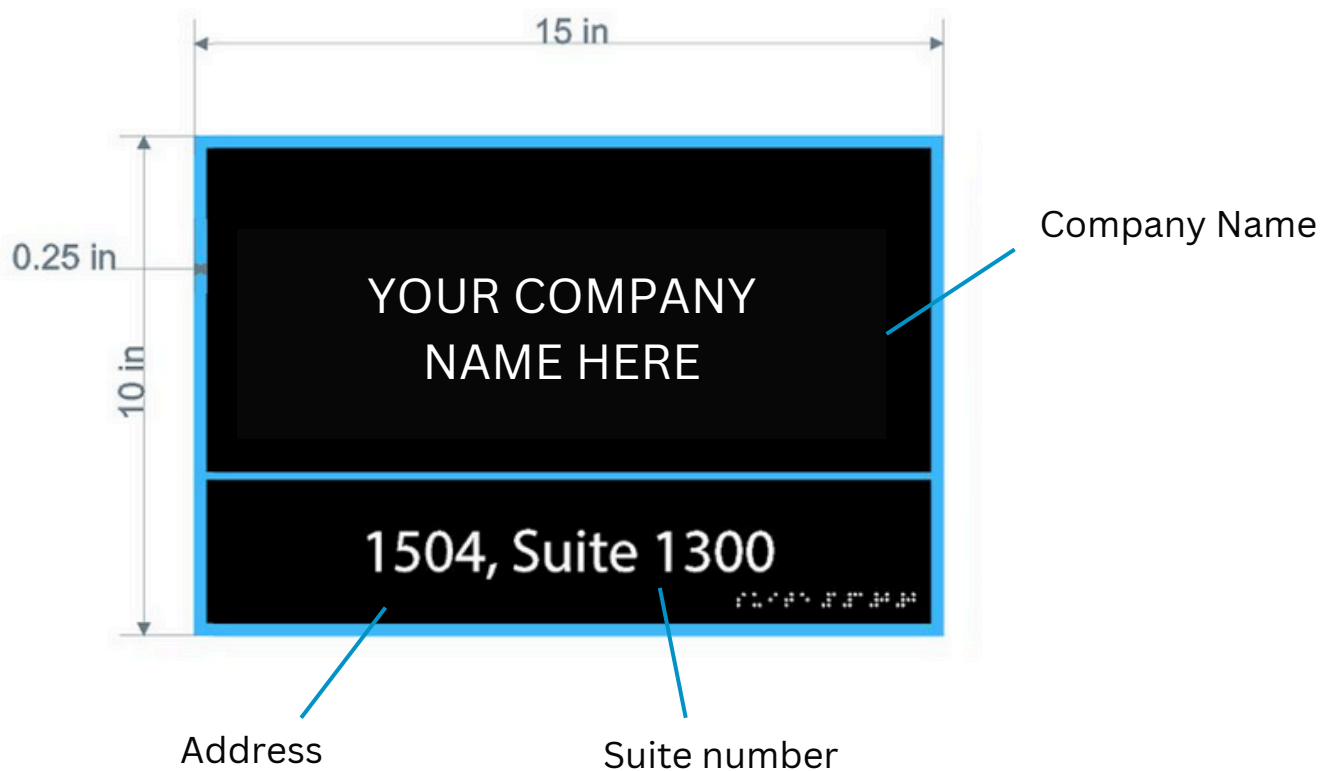 15 in
0.25 in
10 in
Company Name
YOUR COMPANY
NAME HERE
1504, Suite 1300
Address
Suite number